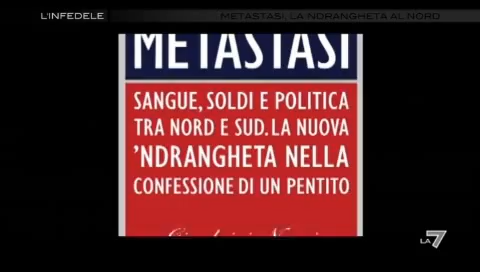 L'INFEDELE
METASTASI, LA NDRANGHETA AL NORD
METASTASI
SANGUE, SOLDI E POLITICA
TRA NORD E SUD. LA NUOVA
'NDRANGHETA NELLA
CONFESSIONE DI UN PENTITO
LA7